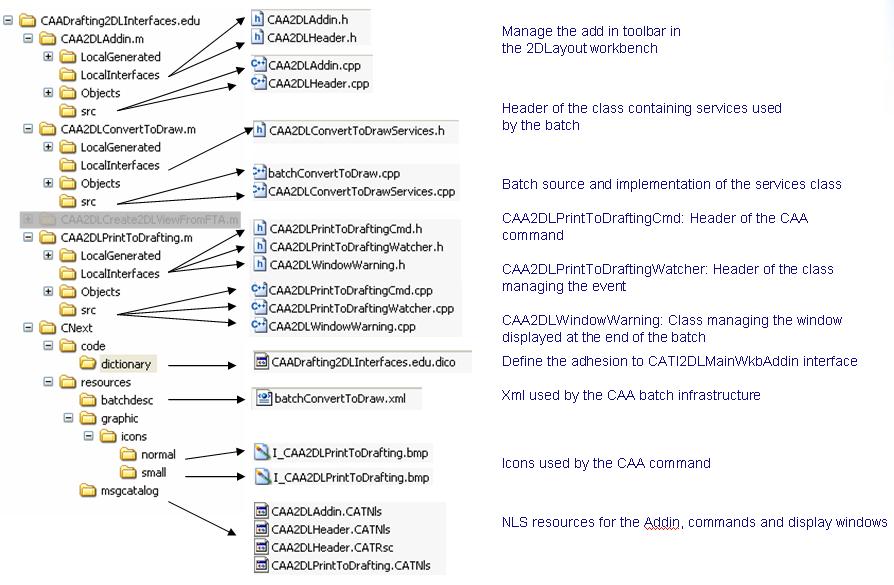 CAADrafting2DLInterfaces.edu
CAA2DLAddin.m
LocalGenerated
LocalInterfaces
Objects
src
CAA2DLConvertToDraw.m
LocalGenerated
LocalInterfaces
Objects
src
CAA2DLCreate2DLViewFromFTA.m
CAA2DLPrintToDrafting.m
LocalGenerated
LocalInterfaces
Objects
src
CNext
code
dictionary
resources
batchdesc
graphic
icons
normal
small
msgcatalog
CAA2DLAddin.h
CAA2DLHeader.h
CAA2DLAddin.cpp
CAA2DLHeader.cpp
CAA2DLConvertToDrawServices.h
batchConvertToDraw.cpp
CAA2DLConvertToDrawServices.cpp
CAA2DLPrintToDraftingCmd.h
CAA2DLPrintToDraftingWatcher.h
CAA2DLWindowWarning.h
CAA2DLPrintToDraftingCmd.cpp
CAA2DLPrintToDraftingWatcher.cpp
CAA2DLWindowWarning.cpp
CAADrafting2DLInterfaces.edu.dico
batchConvertToDraw.xml
I_CAA2DLPrintToDrafting.bmp
I_CAA2DLPrintToDrafting.bmp
CAA2DLAddin.CATNls
CAA2DLHeader.CATNls
CAA2DLHeader.CATRsc
CAA2DLPrintToDrafting.CATNls
Manage the add in toolbar in
the 2DLayout workbench
Header of the class containing services used
by the batch
Batch source and implementation of the services class
CAA2DLPrintToDraftingCmd: Header of the CAA
command
CAA2DLPrintToDraftingWatcher: Header of the class
managing the event
CAA2DLWindowWarning: Class managing the window
displayed at the end of the batch
Define the adhesion to CATI2DLMainWkbAddin interface
Xml used by the CAA batch infrastructure
Icons used by the CAA command
NLS resources for the Addin, commands and display windows